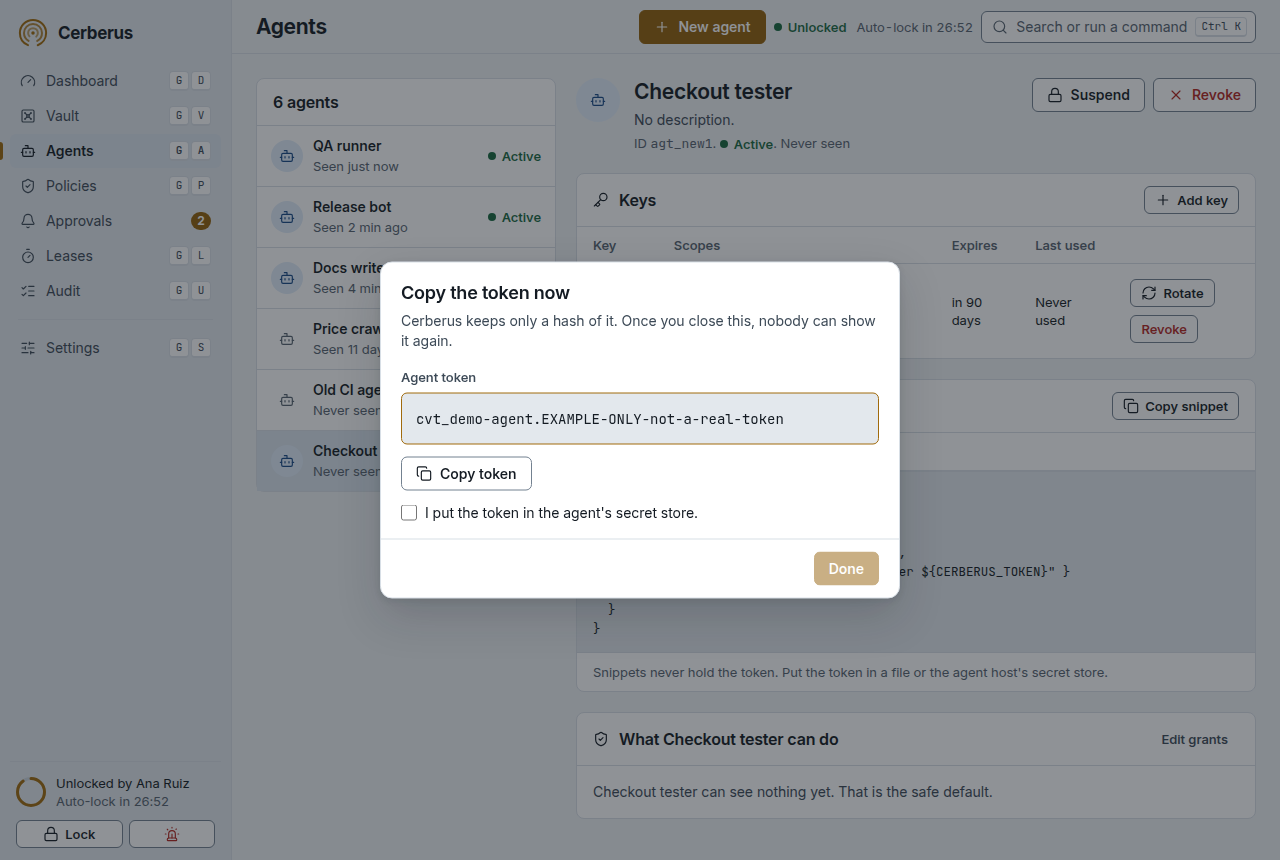 Cerberus
Dashboard G D
Vault G V
Agents G A
Policies G P
Approvals 2
Leases G L
Audit G U
Settings G S
Unlocked by Ana Ruiz
Auto-lock in 26:52
Lock
Agents
New agent
Unlocked
Auto-lock in 26:52
Search or run a command Ctrl K
6 agents
QA runner
Seen just now
Active
Release bot
Seen 2 min ago
Active
Docs write
Seen 4 min
Price craw
Seen 11 day
Old CI age
Never seen
Checkout
Never seen
Checkout tester
No description.
ID agt_new1. Active. Never seen
Suspend
Revoke
Keys
Add key
Key Scopes Expires Last used
in 90
days
Never
used
Rotate
Revoke
Copy snippet
,
er ${CERBERUS_TOKEN}" }
}
}
Snippets never hold the token. Put the token in a file or the agent host's secret store.
What Checkout tester can do
Edit grants
Checkout tester can see nothing yet. That is the safe default.
Copy the token now
Cerberus keeps only a hash of it. Once you close this, nobody can show
it again.
Agent token
cvt_demo-agent.EXAMPLE-ONLY-not-a-real-token
Copy token
I put the token in the agent's secret store.
Done